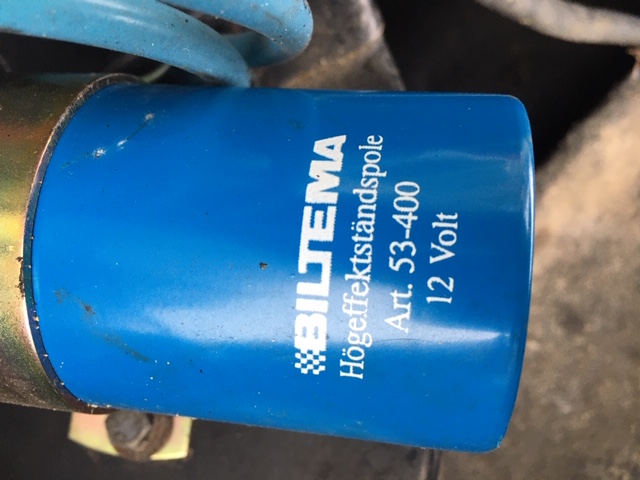 BILTEMA
Högeffektständspole
Art. 53-400
12 Volt